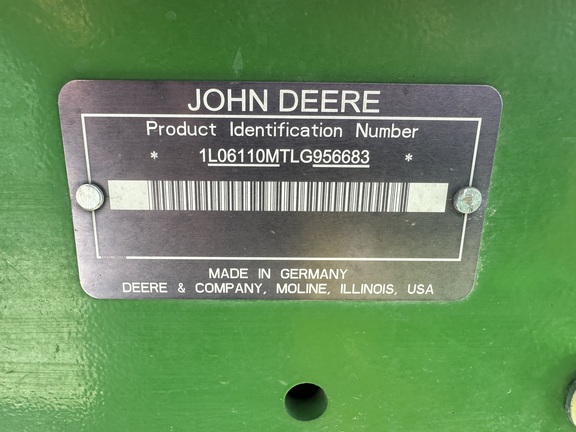 JOHN DEERE
Product Identification Number
* 1L06110MTLG956683 *
MADE IN GERMANY
DEERE & COMPANY, MOLINE, ILLINOIS, USA